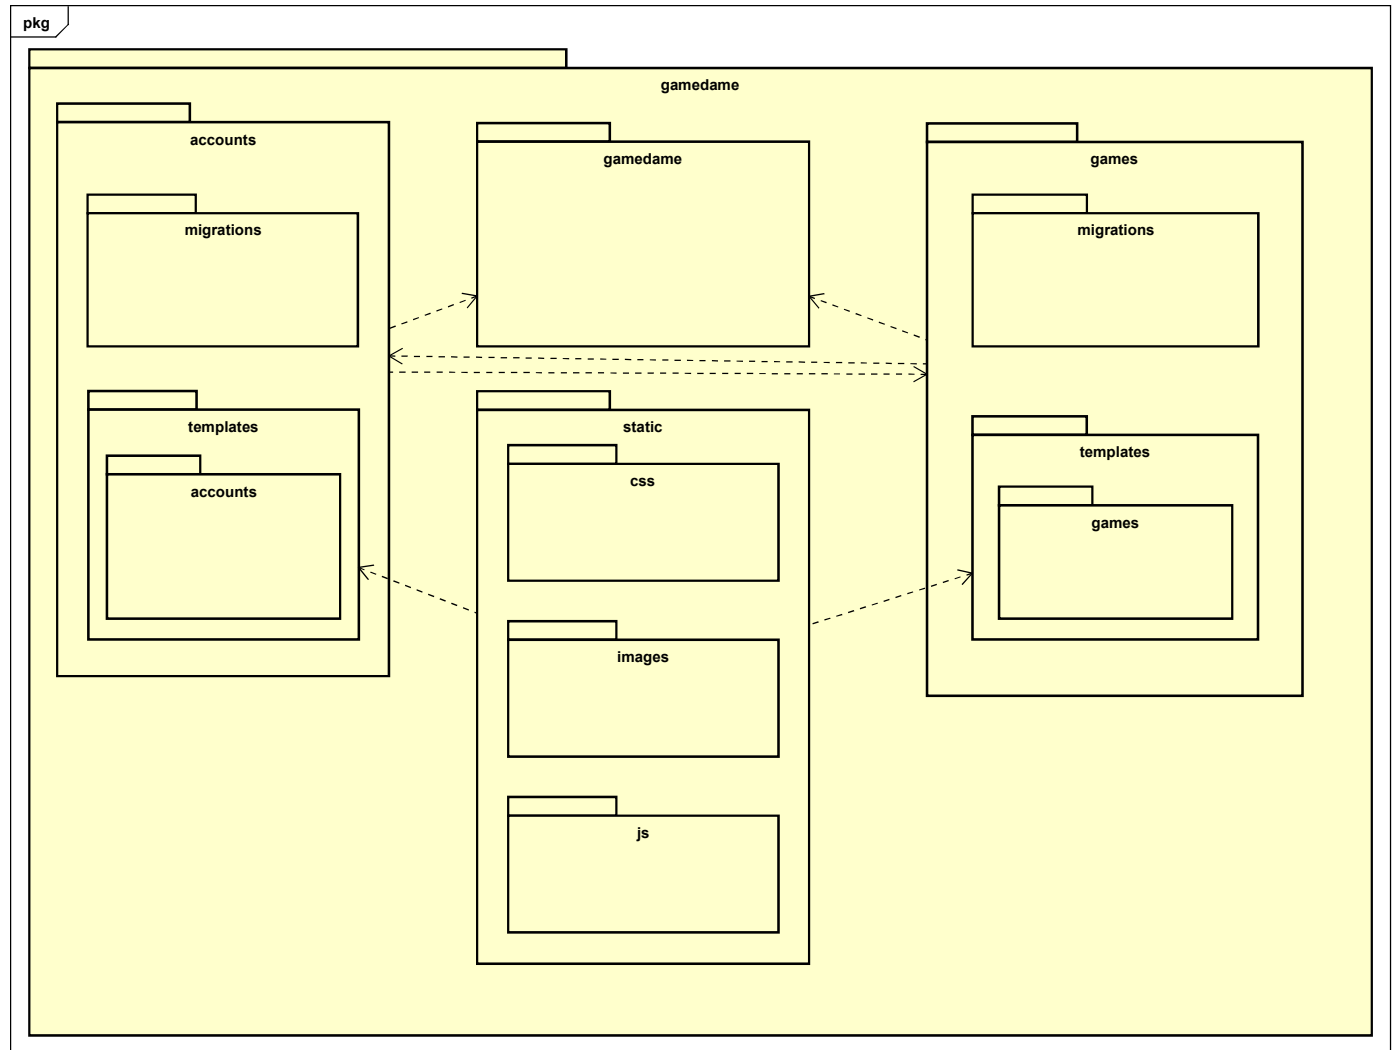 pkg
gamedame
accounts
gamedame
games
migrations
migrations
templates
static
templates
accounts
css
games
images
js